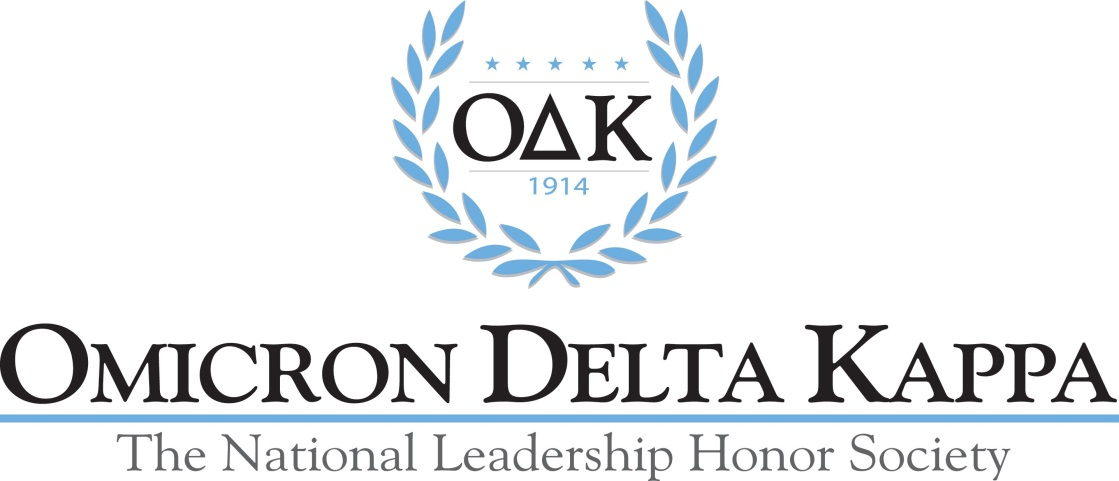 ΟΔΚ
1914
OMICRON DELTA KAPPA
The National Leadership Honor Society